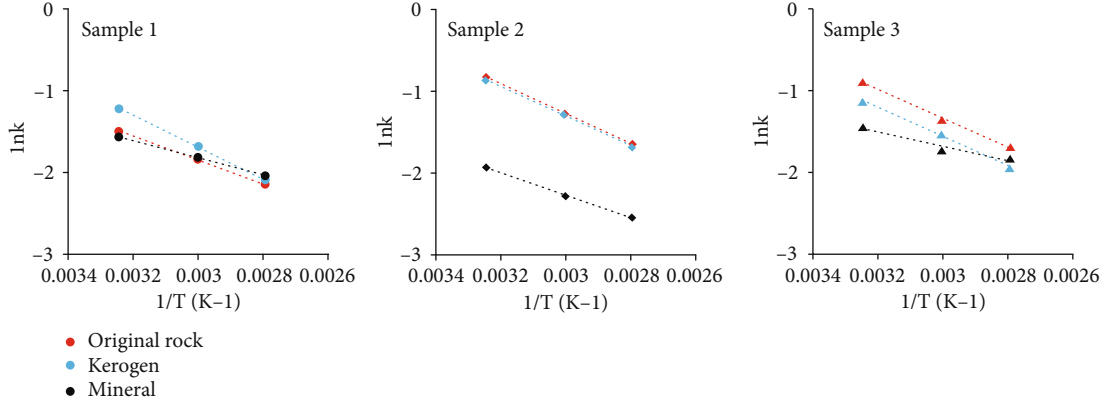 Sample 1
0
−1
−2
−3
1nk
0.0034 0.0032 0.003 0.0028 0.0026
1/T (K–1)
Sample 2
0
−1
−2
−3
1nk
0.0034 0.0032 0.003 0.0028 0.0026
1/T (K–1)
Sample 3
0
−1
−2
−3
1nk
0.0034 0.0032 0.003 0.0028 0.0026
1/T (K–1)
Original rock
Kerogen
Mineral